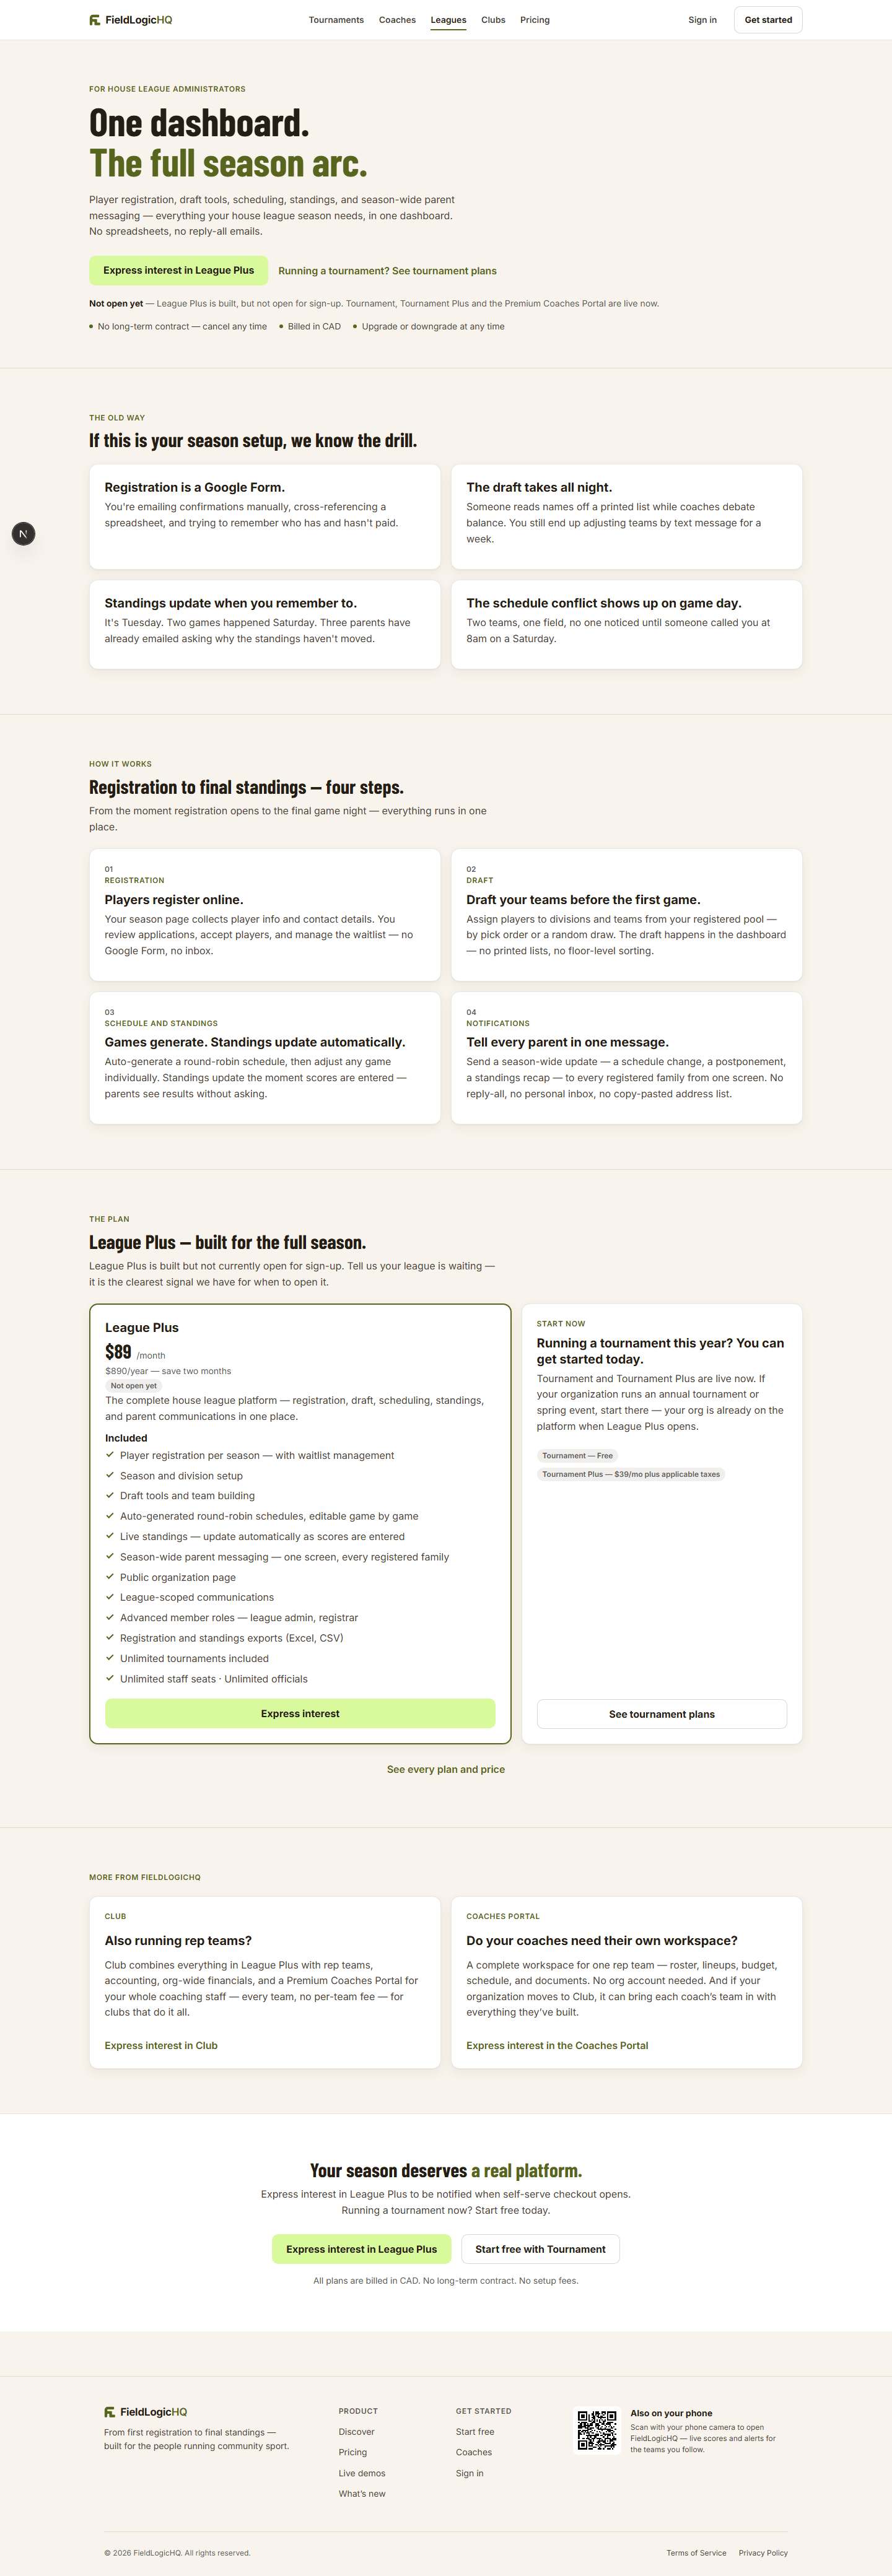 FieldLogicHQ
Tournaments
Coaches
Leagues
Clubs
Pricing
Sign in
Get started
FOR HOUSE LEAGUE ADMINISTRATORS
One dashboard.
The full season arc.
Player registration, draft tools, scheduling, standings, and season-wide parent
messaging — everything your house league season needs, in one dashboard.
No spreadsheets, no reply-all emails.
Express interest in League Plus
Running a tournament? See tournament plans
Not open yet — League Plus is built, but not open for sign-up. Tournament, Tournament Plus and the Premium Coaches Portal are live now.
No long-term contract — cancel any time
Billed in CAD
Upgrade or downgrade at any time
THE OLD WAY
If this is your season setup, we know the drill.
Registration is a Google Form.
You're emailing confirmations manually, cross-referencing a
spreadsheet, and trying to remember who has and hasn't paid.
The draft takes all night.
Someone reads names off a printed list while coaches debate
balance. You still end up adjusting teams by text message for a
week.
N
Standings update when you remember to.
It's Tuesday. Two games happened Saturday. Three parents have
already emailed asking why the standings haven't moved.
The schedule conflict shows up on game day.
Two teams, one field, no one noticed until someone called you at
8am on a Saturday.
HOW IT WORKS
Registration to final standings — four steps.
From the moment registration opens to the final game night — everything runs in one
place.
01
REGISTRATION
Players register online.
Your season page collects player info and contact details. You
review applications, accept players, and manage the waitlist — no
Google Form, no inbox.
02
DRAFT
Draft your teams before the first game.
Assign players to divisions and teams from your registered pool —
by pick order or a random draw. The draft happens in the dashboard
— no printed lists, no floor-level sorting.
03
SCHEDULE AND STANDINGS
Games generate. Standings update automatically.
Auto-generate a round-robin schedule, then adjust any game
individually. Standings update the moment scores are entered —
parents see results without asking.
04
NOTIFICATIONS
Tell every parent in one message.
Send a season-wide update — a schedule change, a postponement,
a standings recap — to every registered family from one screen. No
reply-all, no personal inbox, no copy-pasted address list.
THE PLAN
League Plus — built for the full season.
League Plus is built but not currently open for sign-up. Tell us your league is waiting —
it is the clearest signal we have for when to open it.
League Plus
$89 /month
$890/year — save two months
Not open yet
The complete house league platform — registration, draft, scheduling, standings,
and parent communications in one place.
Included
Player registration per season — with waitlist management
Season and division setup
Draft tools and team building
Auto-generated round-robin schedules, editable game by game
Live standings — update automatically as scores are entered
Season-wide parent messaging — one screen, every registered family
Public organization page
League-scoped communications
Advanced member roles — league admin, registrar
Registration and standings exports (Excel, CSV)
Unlimited tournaments included
Unlimited staff seats · Unlimited officials
Express interest
START NOW
Running a tournament this year? You can
get started today.
Tournament and Tournament Plus are live now. If
your organization runs an annual tournament or
spring event, start there — your org is already on the
platform when League Plus opens.
Tournament — Free
Tournament Plus — $39/mo plus applicable taxes
See tournament plans
See every plan and price
MORE FROM FIELDLOGICHQ
CLUB
Also running rep teams?
Club combines everything in League Plus with rep teams,
accounting, org-wide financials, and a Premium Coaches Portal for
your whole coaching staff — every team, no per-team fee — for
clubs that do it all.
Express interest in Club
COACHES PORTAL
Do your coaches need their own workspace?
A complete workspace for one rep team — roster, lineups, budget,
schedule, and documents. No org account needed. And if your
organization moves to Club, it can bring each coach's team in with
everything they've built.
Express interest in the Coaches Portal
Your season deserves a real platform.
Express interest in League Plus to be notified when self-serve checkout opens.
Running a tournament now? Start free today.
Express interest in League Plus
Start free with Tournament
All plans are billed in CAD. No long-term contract. No setup fees.
FieldLogicHQ
From first registration to final standings —
built for the people running community sport.
PRODUCT
Discover
Pricing
Live demos
What's new
GET STARTED
Start free
Coaches
Sign in
Also on your phone
Scan with your phone camera to open
FieldLogicHQ — live scores and alerts for
the teams you follow.
© 2026 FieldLogicHQ. All rights reserved.
Terms of Service
Privacy Policy